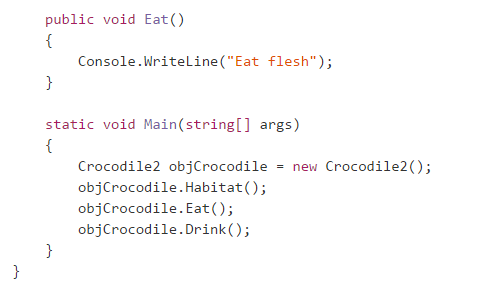 public void Eat()
{
Console.WriteLine("Eat flesh");
}
static void Main(string[] args)
{
Crocodile2 objCrocodile = new Crocodile2();
objCrocodile.Habitat();
objCrocodile.Eat();
objCrocodile.Drink();
}
}